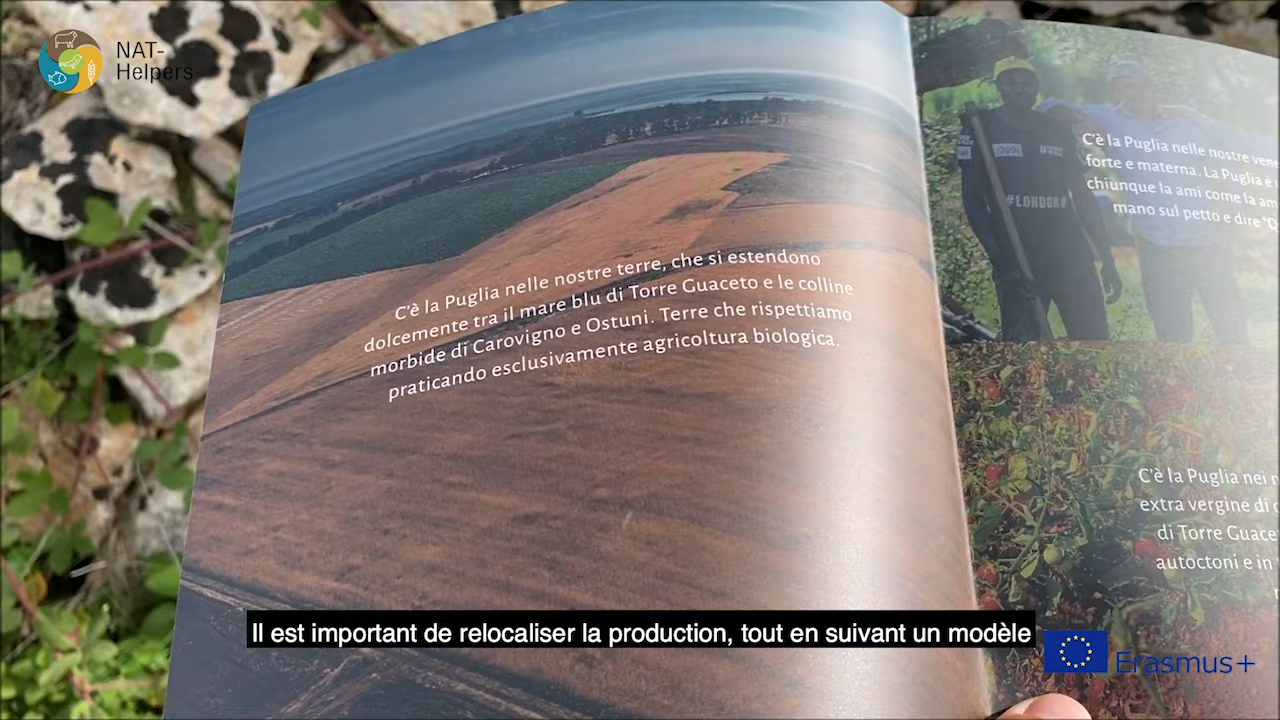 NAT-
Helpers
C'è la Puglia nelle nostre terre, che si estendono
dolcemente tra il mare blu di Torre Guaceto e le colline
morbide di Carovigno e Ostuni. Terre che rispettiamo
praticando esclusivamente agricoltura biologica.
C'è la Puglia nelle nostre
forte e materna. La Puglia è
chiunque la ami come la
mano sul petto e dire
#LONDON#
C'è la Puglia nei
extra vergine di
di Torre
autoctoni e in
Il est important de relocaliser la production, tout en suivant un modèle
Erasmus+